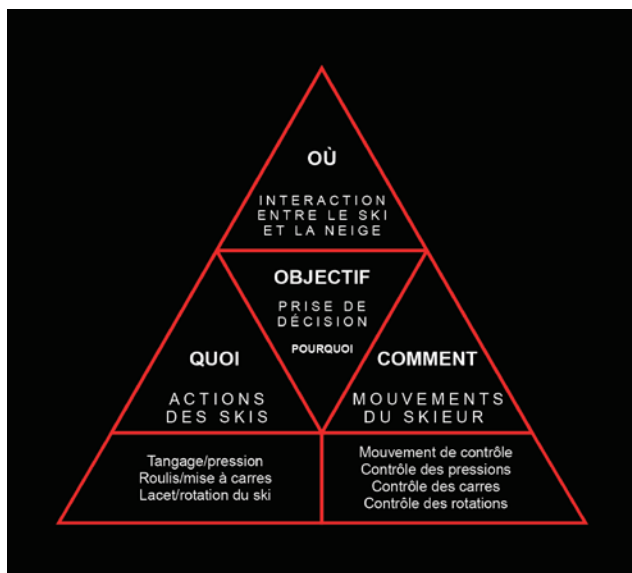 OÙ
INTERACTION
ENTRE LE SKI
ET LA NEIGE
OBJECTIF
PRISE DE
DÉCISION
POURQUOI
QUOI
ACTIONS
DES SKIS
COMMENT
MOUVEMENTS
DU SKIEUR
Tangage/pression
Roulis/mise à carres
Lacet/rotation du ski
Mouvement de contrôle
Contrôle des pressions
Contrôle des carres
Contrôle des rotations